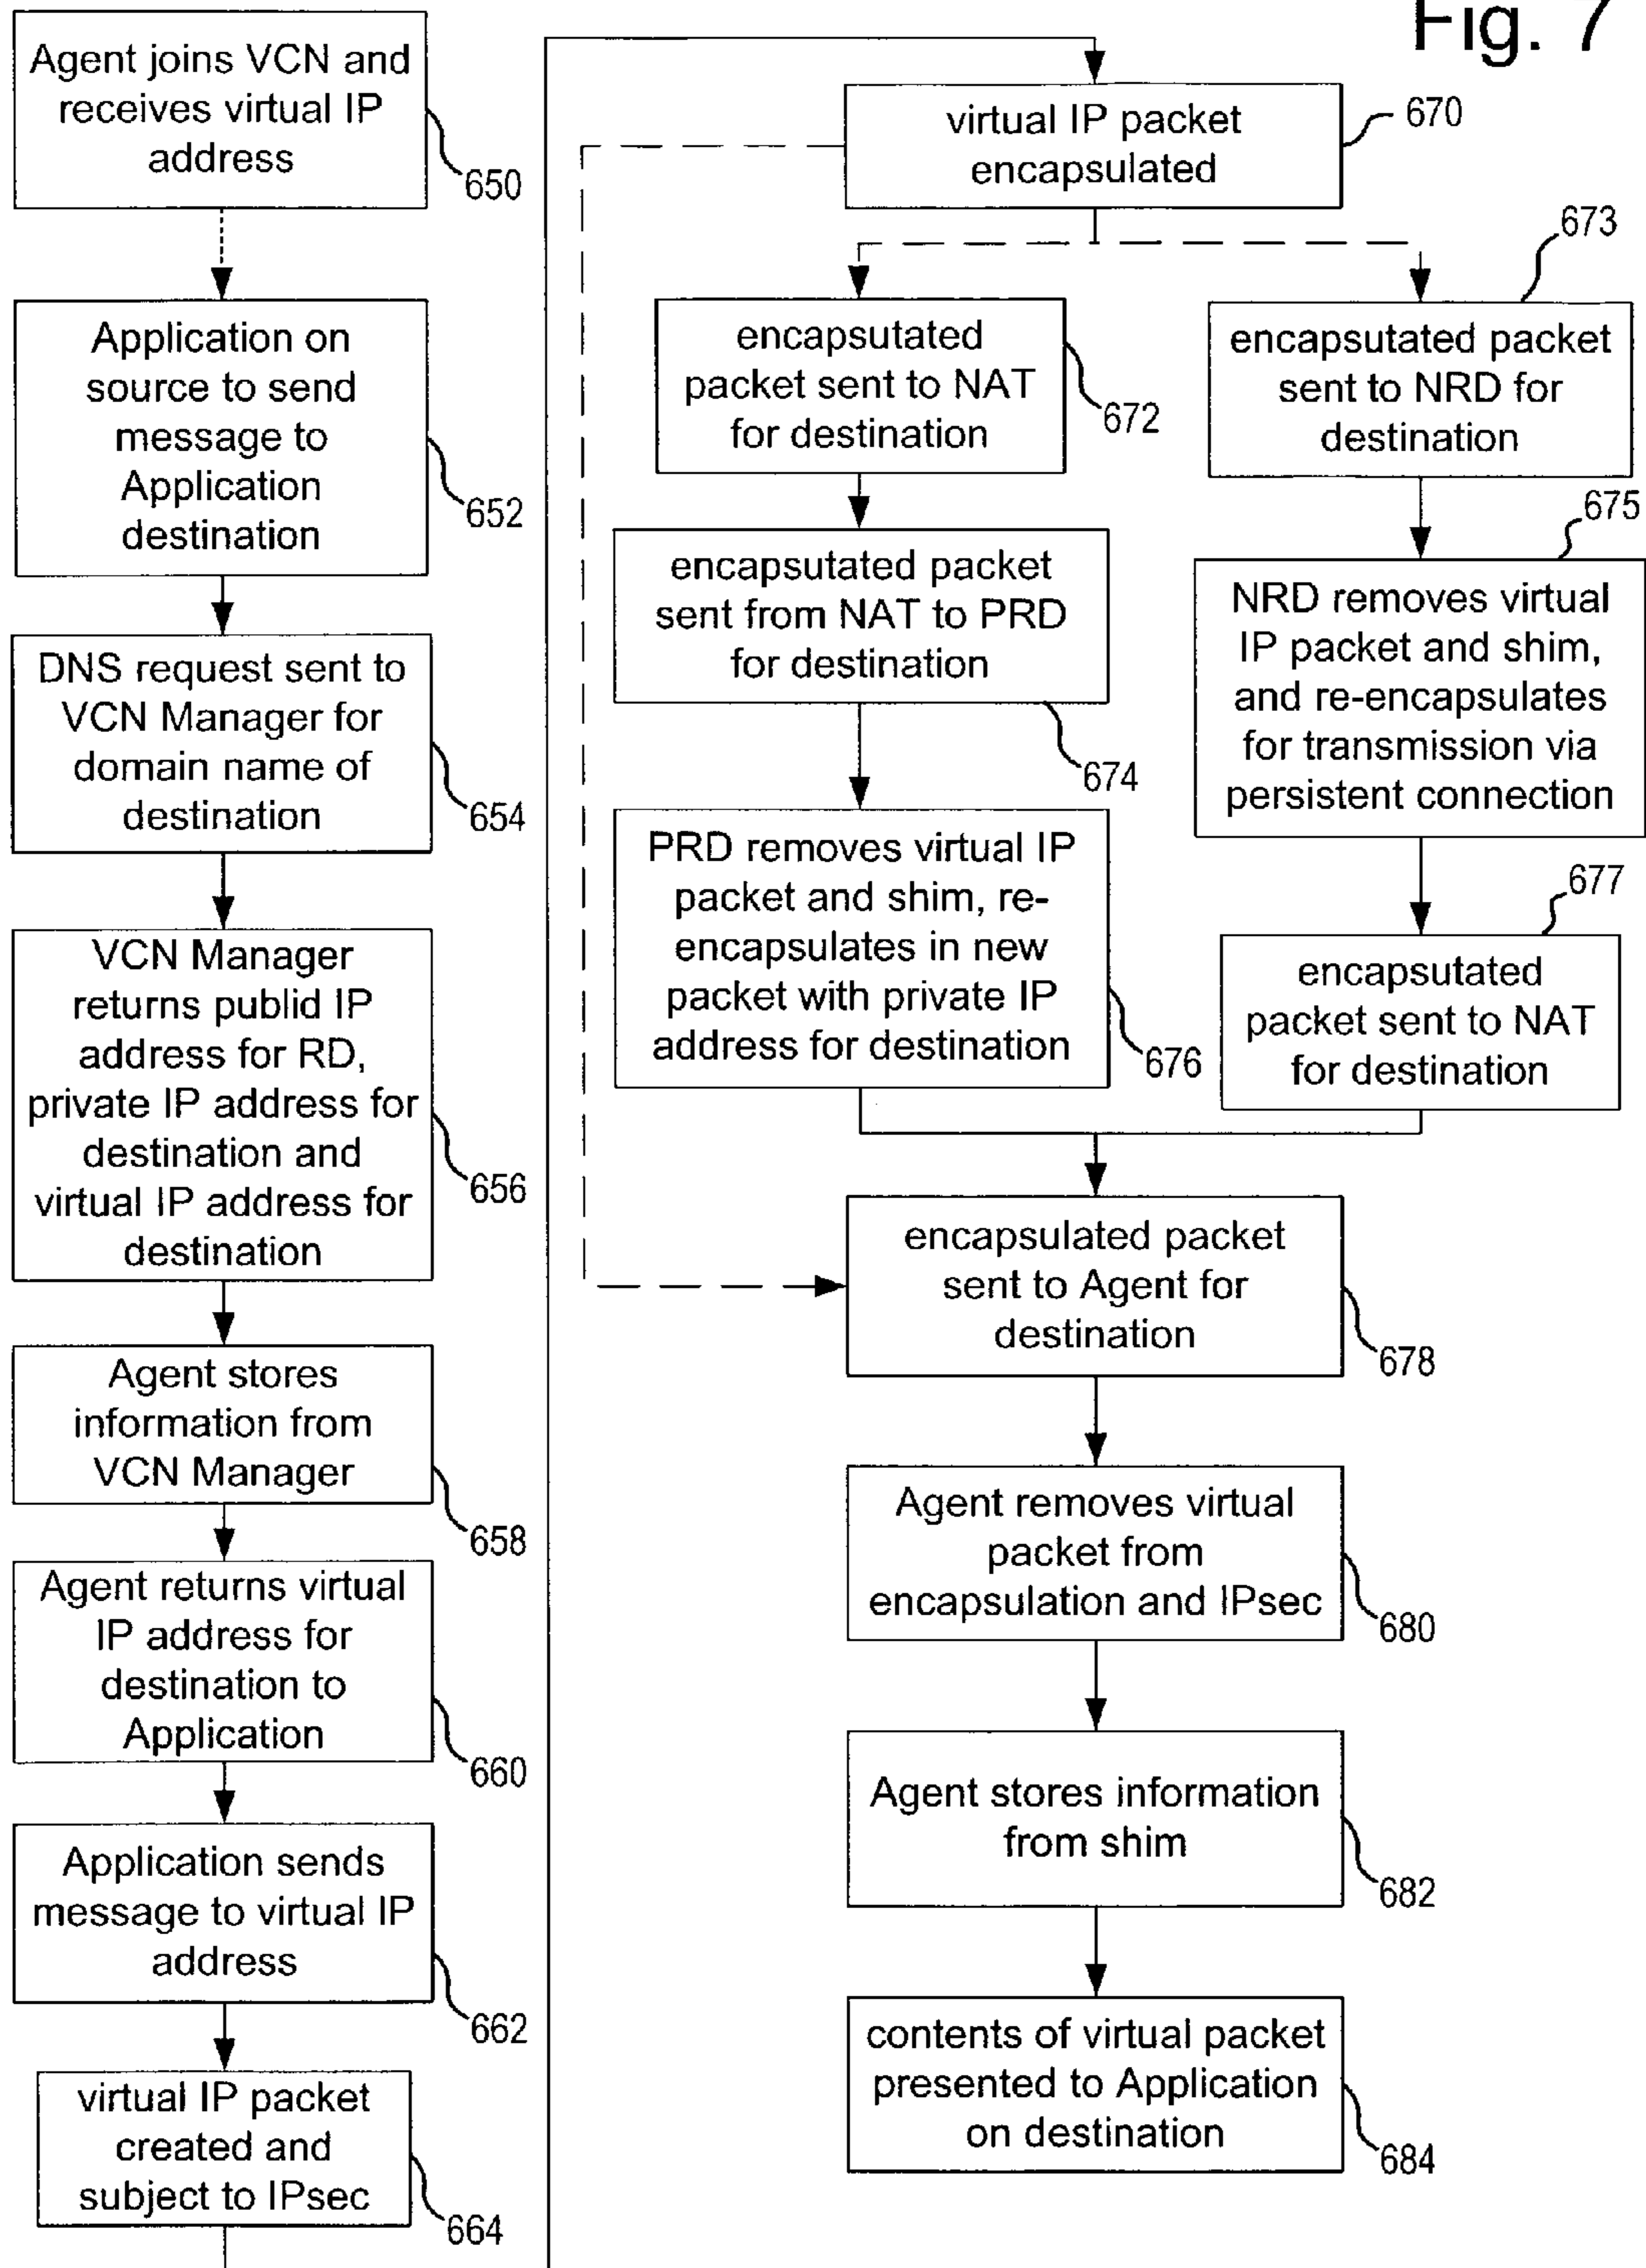 Fig. 7
Agent joins VCN and
receives virtual IP
address
650
Application on
source to send
message to
Application
destination
652
DNS request sent to
VCN Manager for
domain name of
destination
654
VCN Manager
returns publid IP
address for RD,
private IP address for
destination and
virtual IP address for
destination
656
Agent stores
information from
VCN Manager
658
Agent returns virtual
IP address for
destination to
Application
660
Application sends
message to virtual IP
address
662
virtual IP packet
created and
subject to IPsec
664
virtual IP packet
encapsulated
670
encapsutated
packet sent to NAT
for destination
672
encapsutated packet
sent from NAT to PRD
for destination
674
PRD removes virtual IP
packet and shim, re-
encapsulates in new
packet with private IP
address for destination
676
encapsutated packet
sent to NRD for
destination
673
NRD removes virtual
IP packet and shim,
and re-encapsulates
for transmission via
persistent connection
675
encapsutated
packet sent to NAT
for destination
677
encapsulated packet
sent to Agent for
destination
678
Agent removes virtual
packet from
encapsulation and IPsec
680
Agent stores information
from shim
682
contents of virtual packet
presented to Application
on destination
684